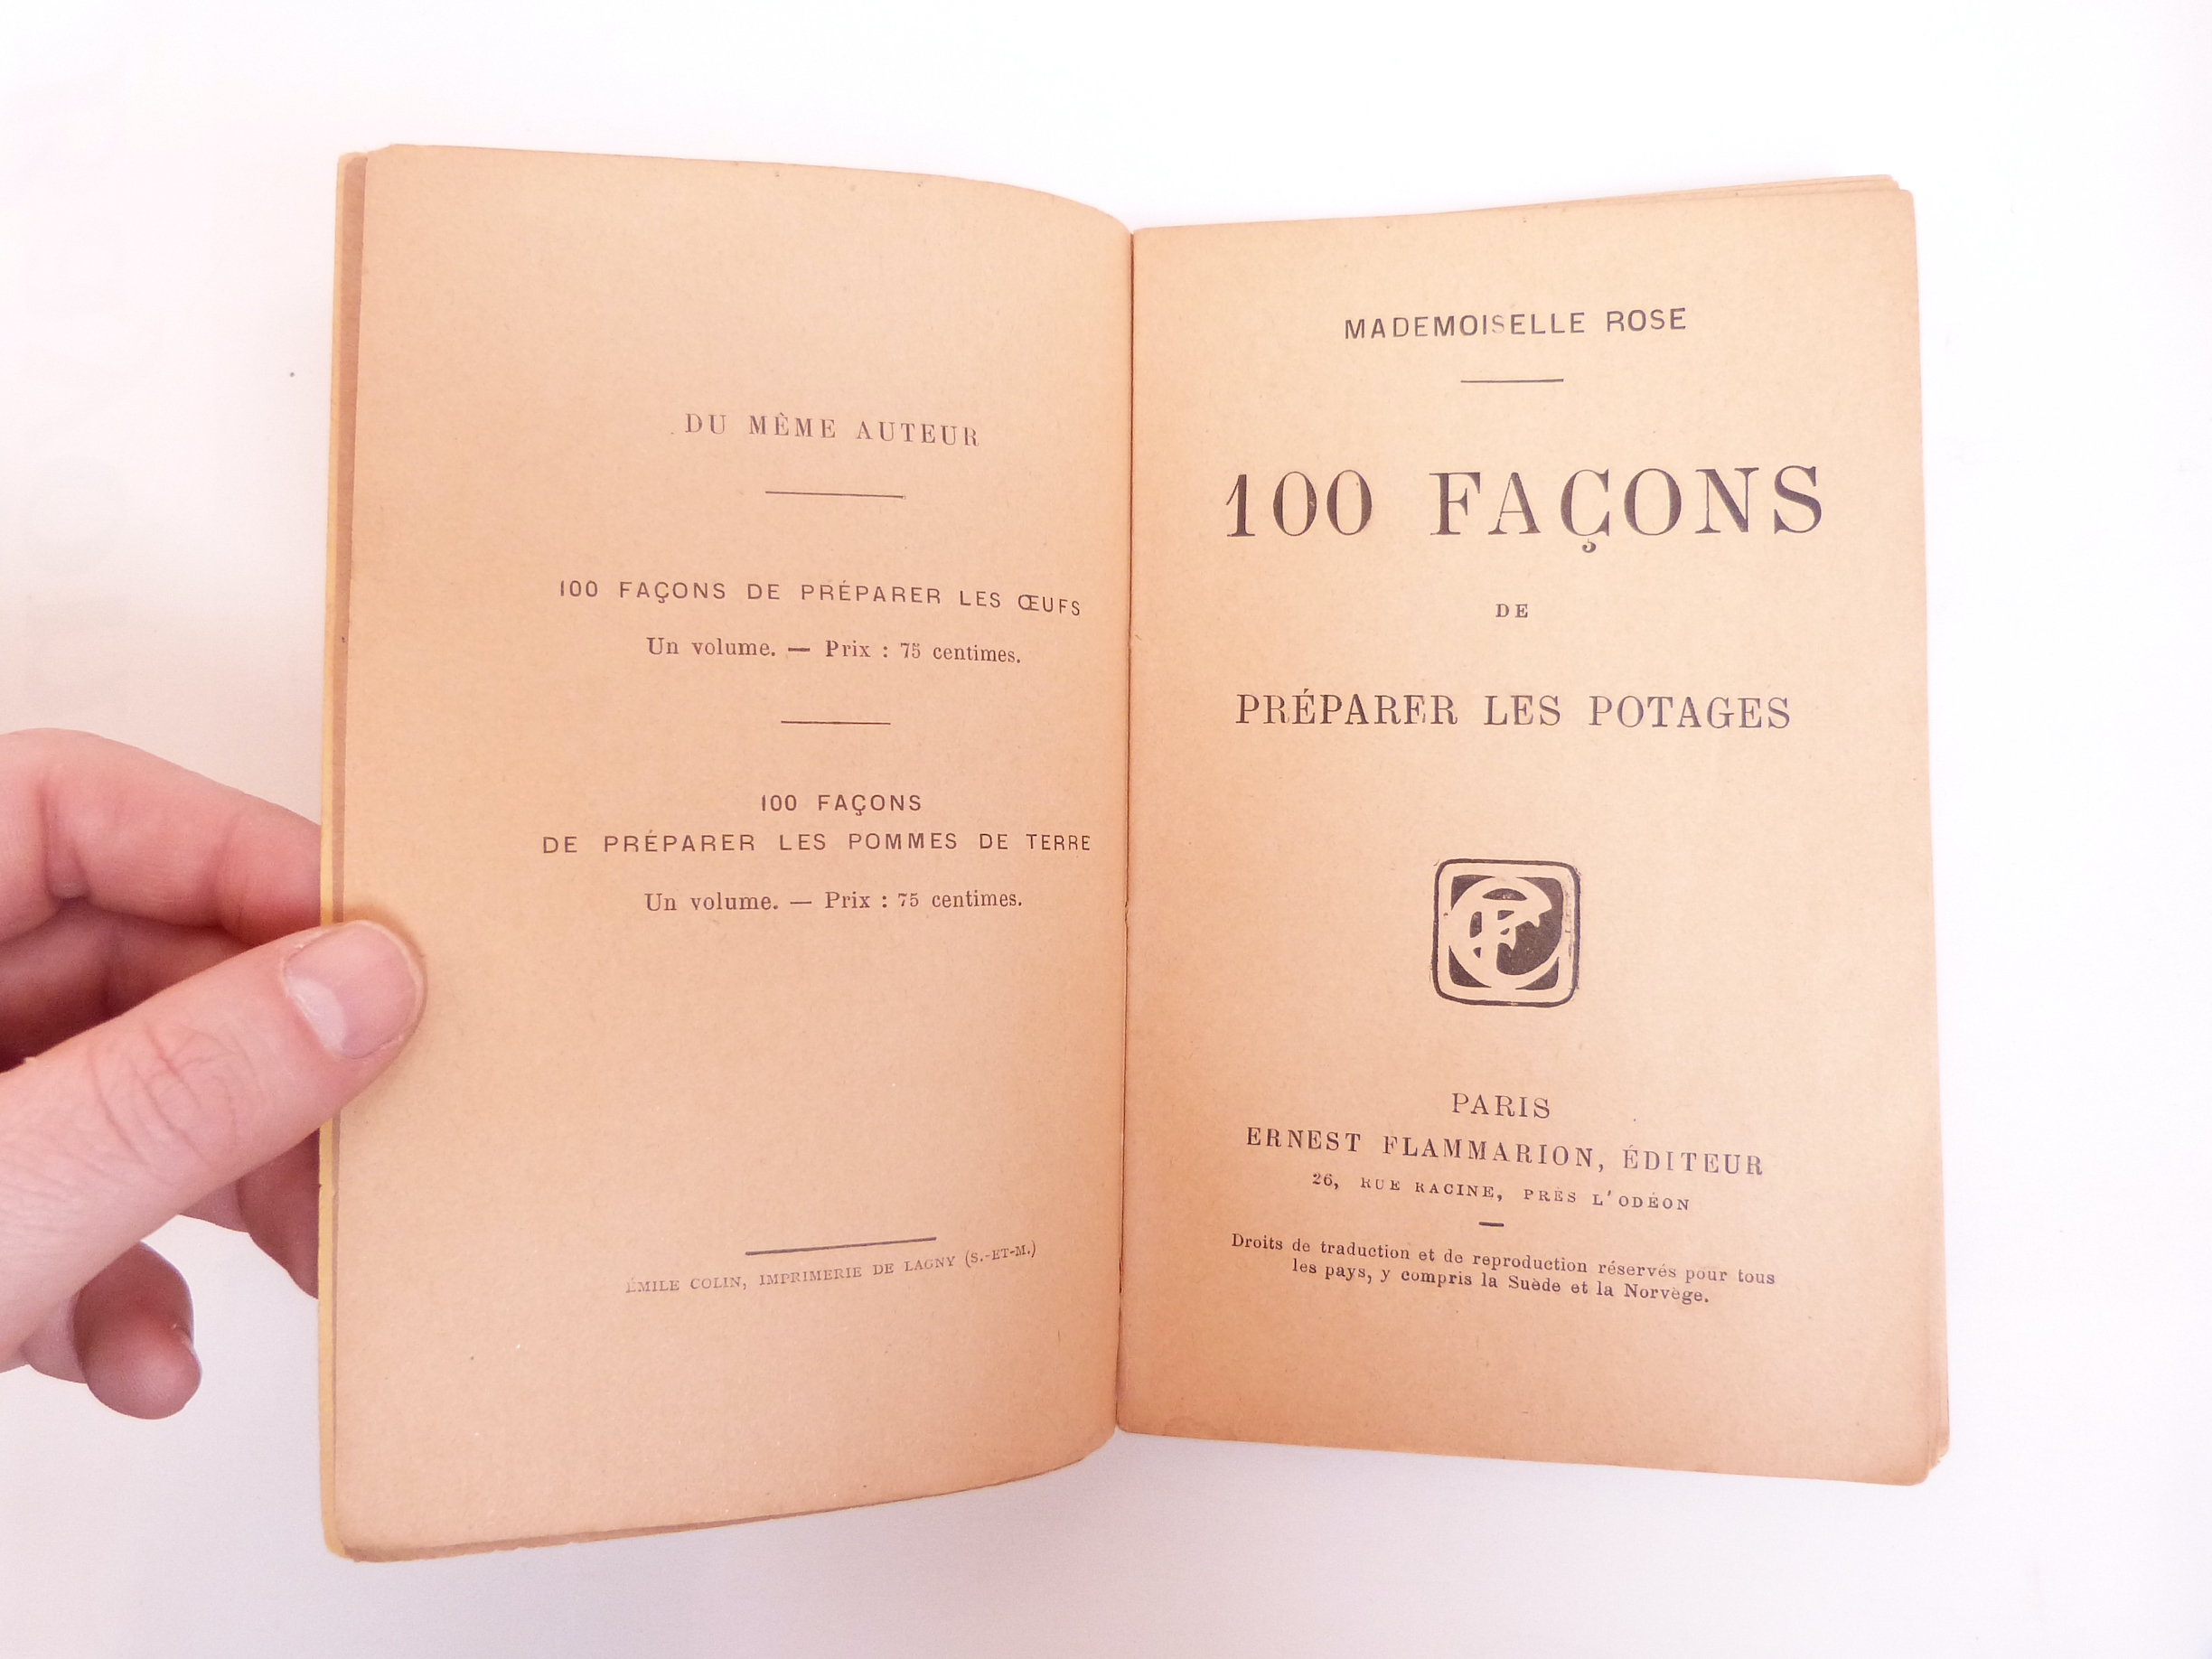 DU MÊME AUTEUR
100 FAÇONS DE PRÉPARER LES ŒUFS
Un volume. — Prix : 75 centimes.
100 FAÇONS
DE PRÉPARER LES POMMES DE TERRE
Un volume. — Prix : 75 centimes.
ÉMILE COLIN, IMPRIMERIE DE LAGNY (S.-ET-M.)
MADEMOISELLE ROSE
100 FAÇONS
DE
PRÉPARER LES POTAGES
PARIS
ERNEST FLAMMARION, ÉDITEUR
26, RUE RACINE, PRÈS L'ODÉON
Droits de traduction et de reproduction réservés pour tous
les pays, y compris la Suède et la Norvège.